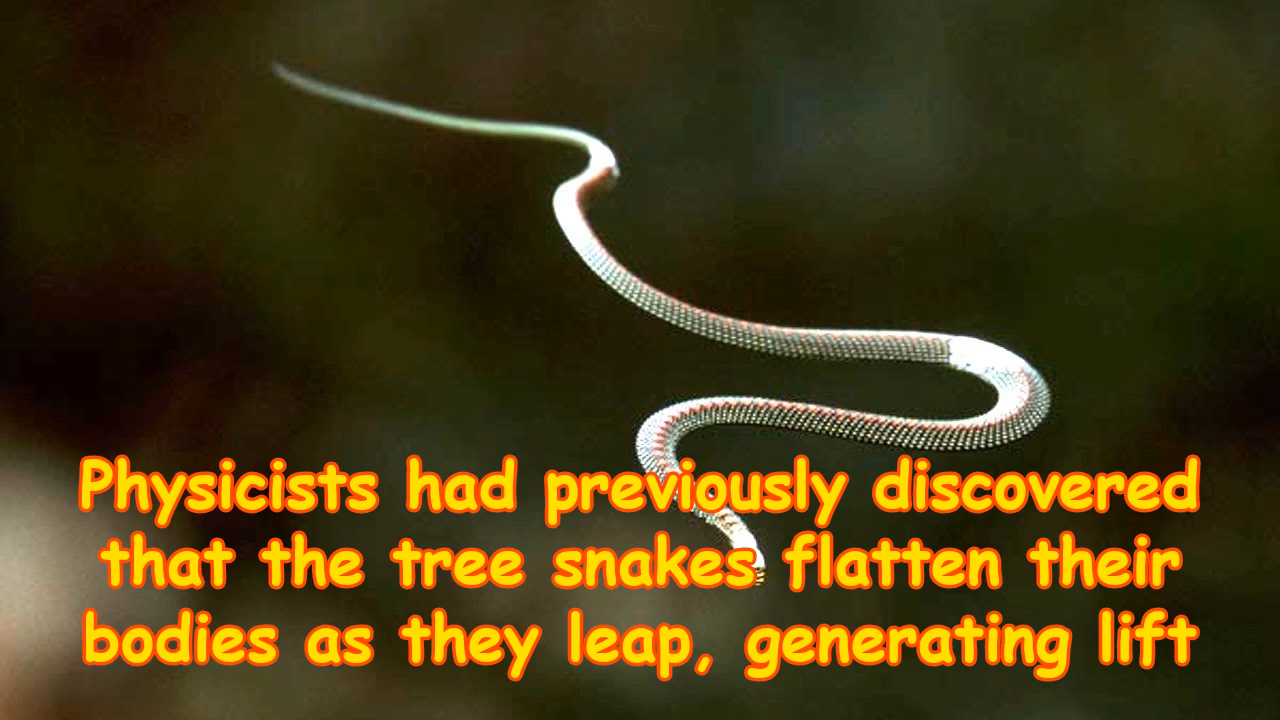 Physicists had previously discovered
that the tree snakes flatten their
bodies as they leap, generating lift